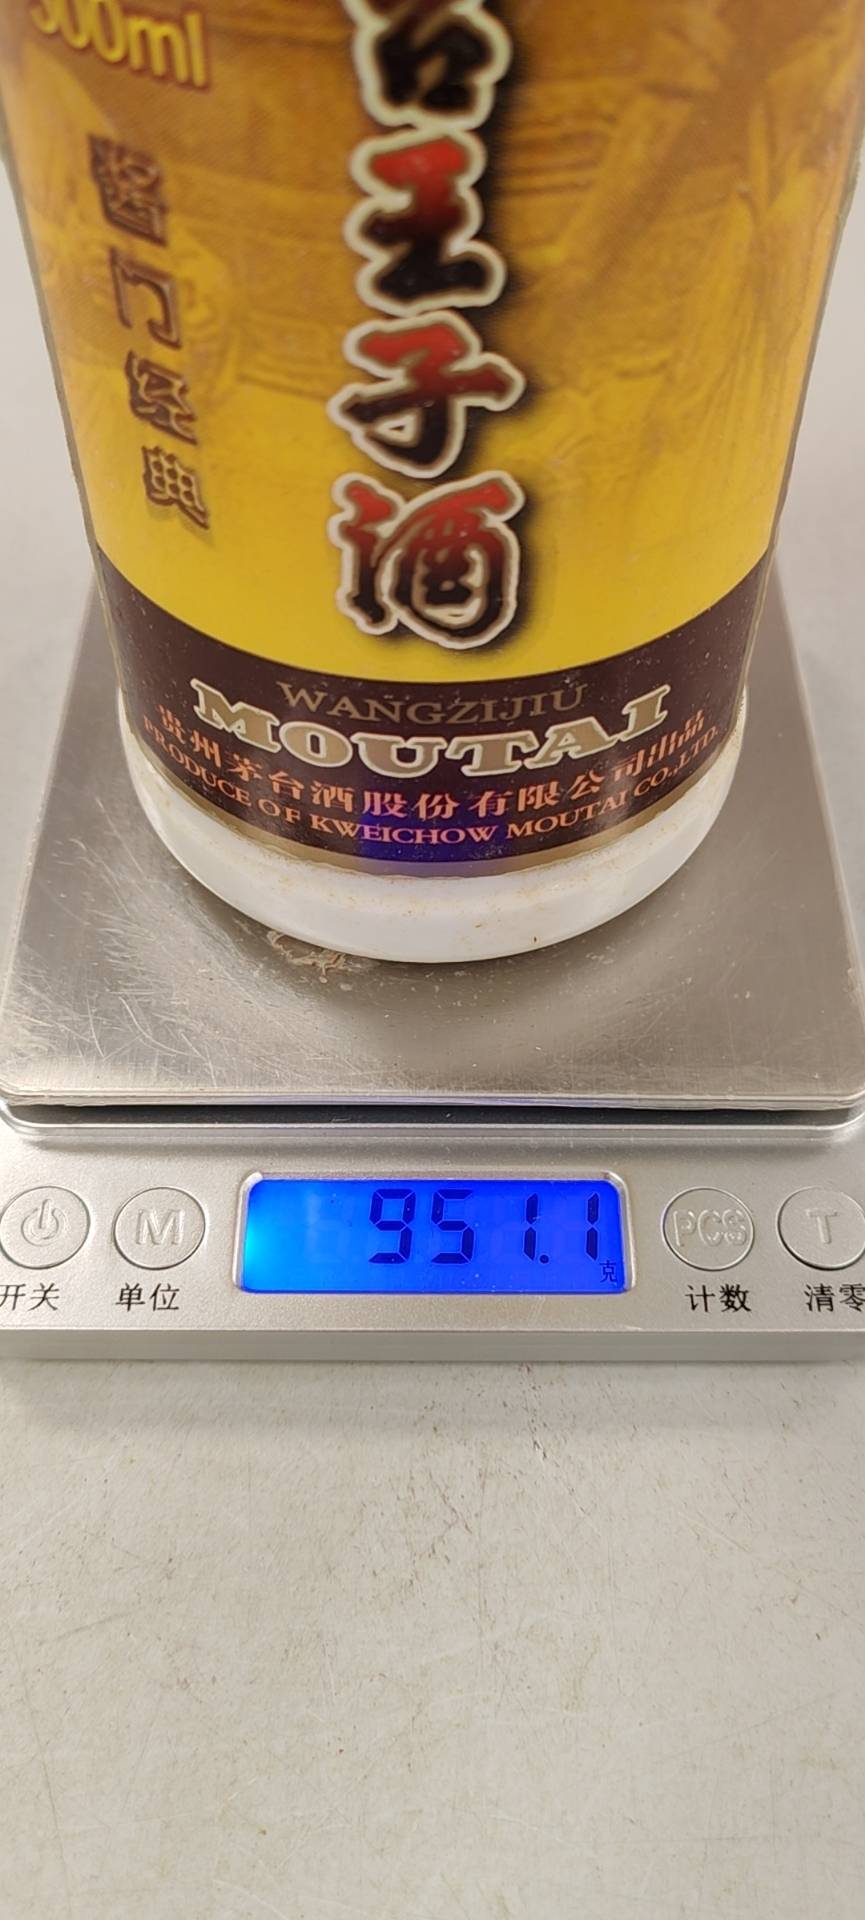 500ml
酱门经典
台王子酒
WANGZIJIU
MOUTAI
贵州茅台酒股份有限公司出品
PRODUCE OF KWEICHOW MOUTAI CO.,LTD.
951.1
克
M
PCS
T
开关
单位
计数
清零